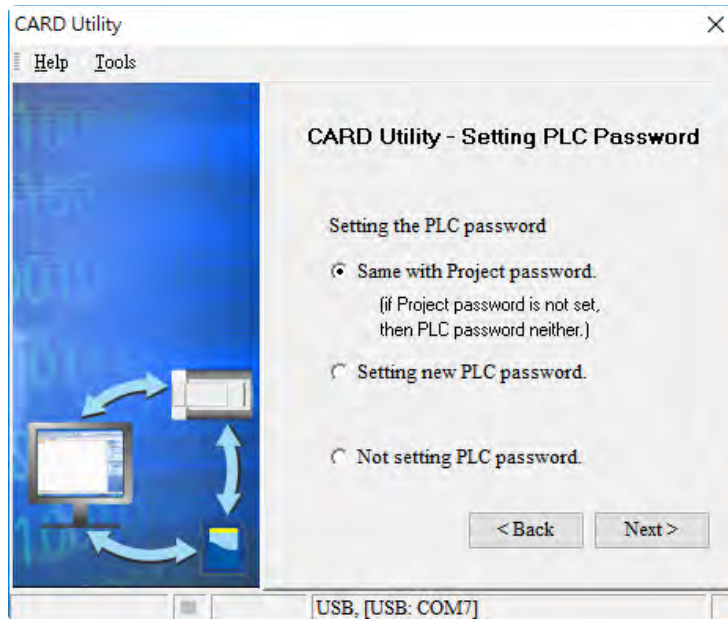 CARD Utility
Help Tools
CARD Utility - Setting PLC Password
Setting the PLC password
Same with Project password.
(if Project password is not set,
then PLC password neither.)
Setting new PLC password.
Not setting PLC password.
< Back Next >
USB, [USB: COM7]